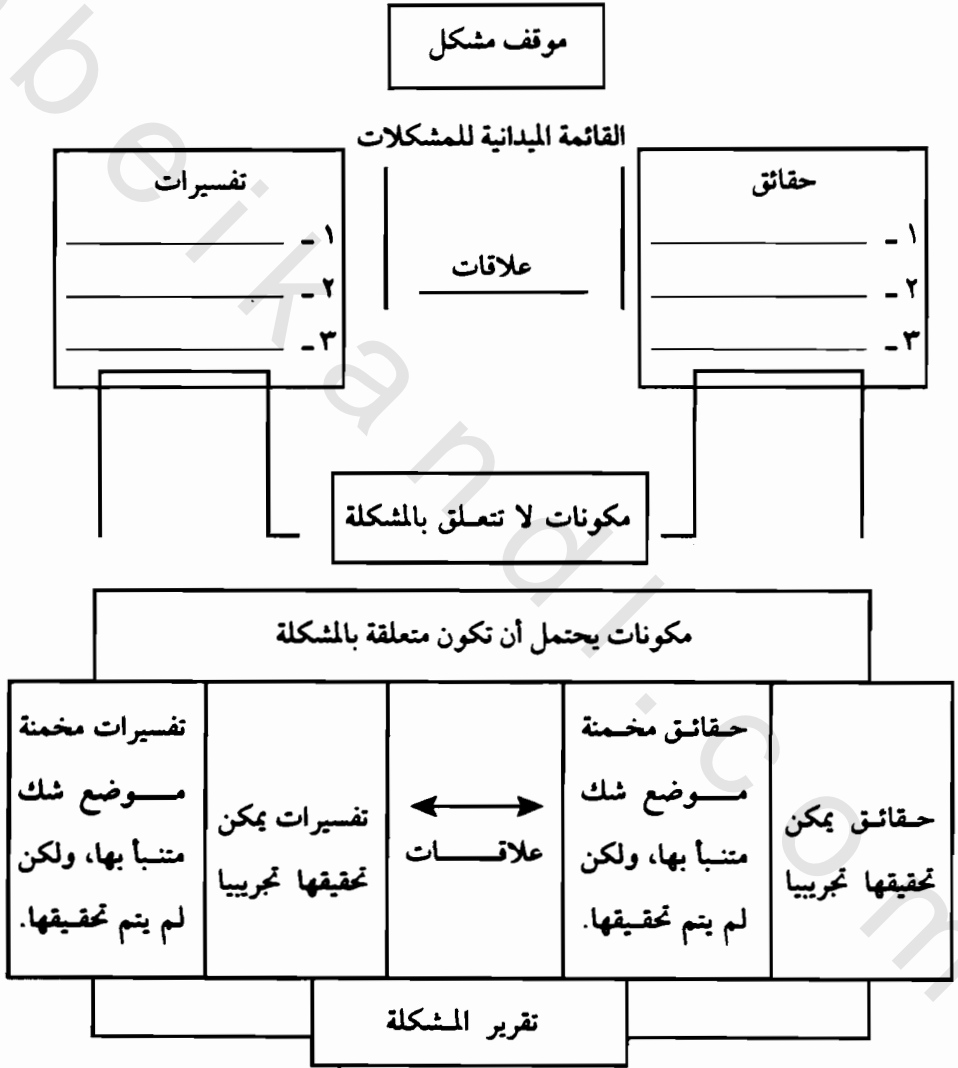 موقف مشكل
القائمة الميدانية للمشكلات
حقائق
١ -
٢ -
٣ -
علاقات
تفسيرات
١ -
٢ -
٣ -
مكونات لا تتعلق بالمشكلة
مكونات يحتمل أن تكون متعلقة بالمشكلة
حقائق يمكن
تحقيقها تجريبيا
حقائق مخمنة
موضع شك
متنبأ بها، ولكن
لم يتم تحقيقها.
علاقات
تفسيرات يمكن
تحقيقها تجريبيا
تفسيرات مخمنة
موضع شك
متنبأ بها، ولكن
لم يتم تحقيقها.
تقرير المشكلة
beikandl.com